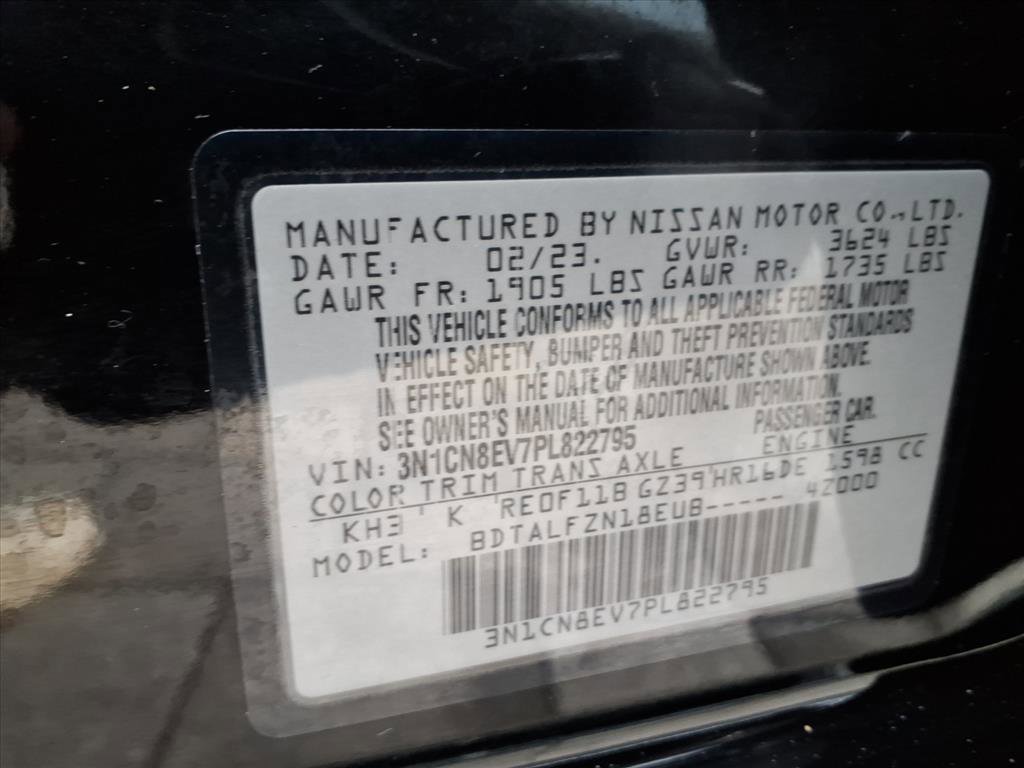 MANUFACTURED BY NISSAN MOTOR CO.,LTD.
DATE: 02/23. GVWR: 3624 LBS
GAWR FR: 1905 LBS GAWR RR: 1735 LBS
THIS VEHICLE CONFORMS TO ALL APPLICABLE FEDERAL MOTOR
VEHICLE SAFETY, BUMPER AND THEFT PREVENTION STANDARDS
IN EFFECT ON THE DATE OF MANUFACTURE SHOWN ABOVE.
SEE OWNER'S MANUAL FOR ADDITIONAL INFORMATION.
VIN: 3N1CN8EV7PL822795 PASSENGER CAR.
COLOR TRIM TRANS AXLE ENGINE
KH3 ' K 'RE0F11B GZ39'HR16DE 1598 CC
MODEL: BDTALFZN18EUB----- 4Z000
3N1CN8EV7PL822795